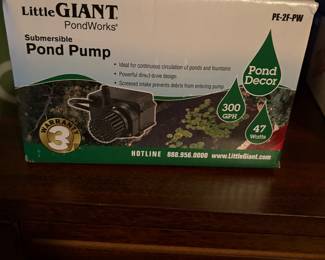 Little GIANT
PE-2F-PW
PondWorks®
Submersible
Pond Pump
• Ideal for continuous circulation of ponds and fountains
• Powerful direct-drive design
• Screened intake prevents debris from entering pump
Pond
Decor
300
GPH
47
Watts
WARRANTY
3
HOTLINE 888.956.0000 www.LittleGiant.com